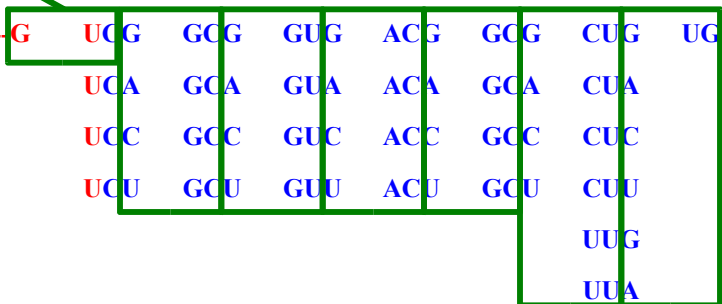 G UCG GCG GUG ACG GCG CUG UG
UCA GCA GUA ACA GCA CUA
UCC GCC GUC ACC GCC CUC
UCU GCU GUU ACU GCU CUU
UUG
UUA